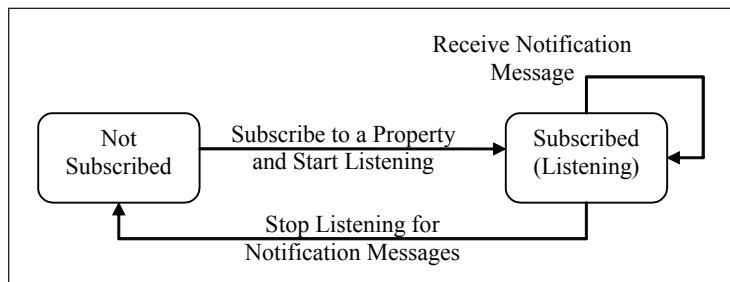 Receive Notification
Message
Not
Subscribed
Subscribe to a Property
and Start Listening
Subscribed
(Listening)
Stop Listening for
Notification Messages